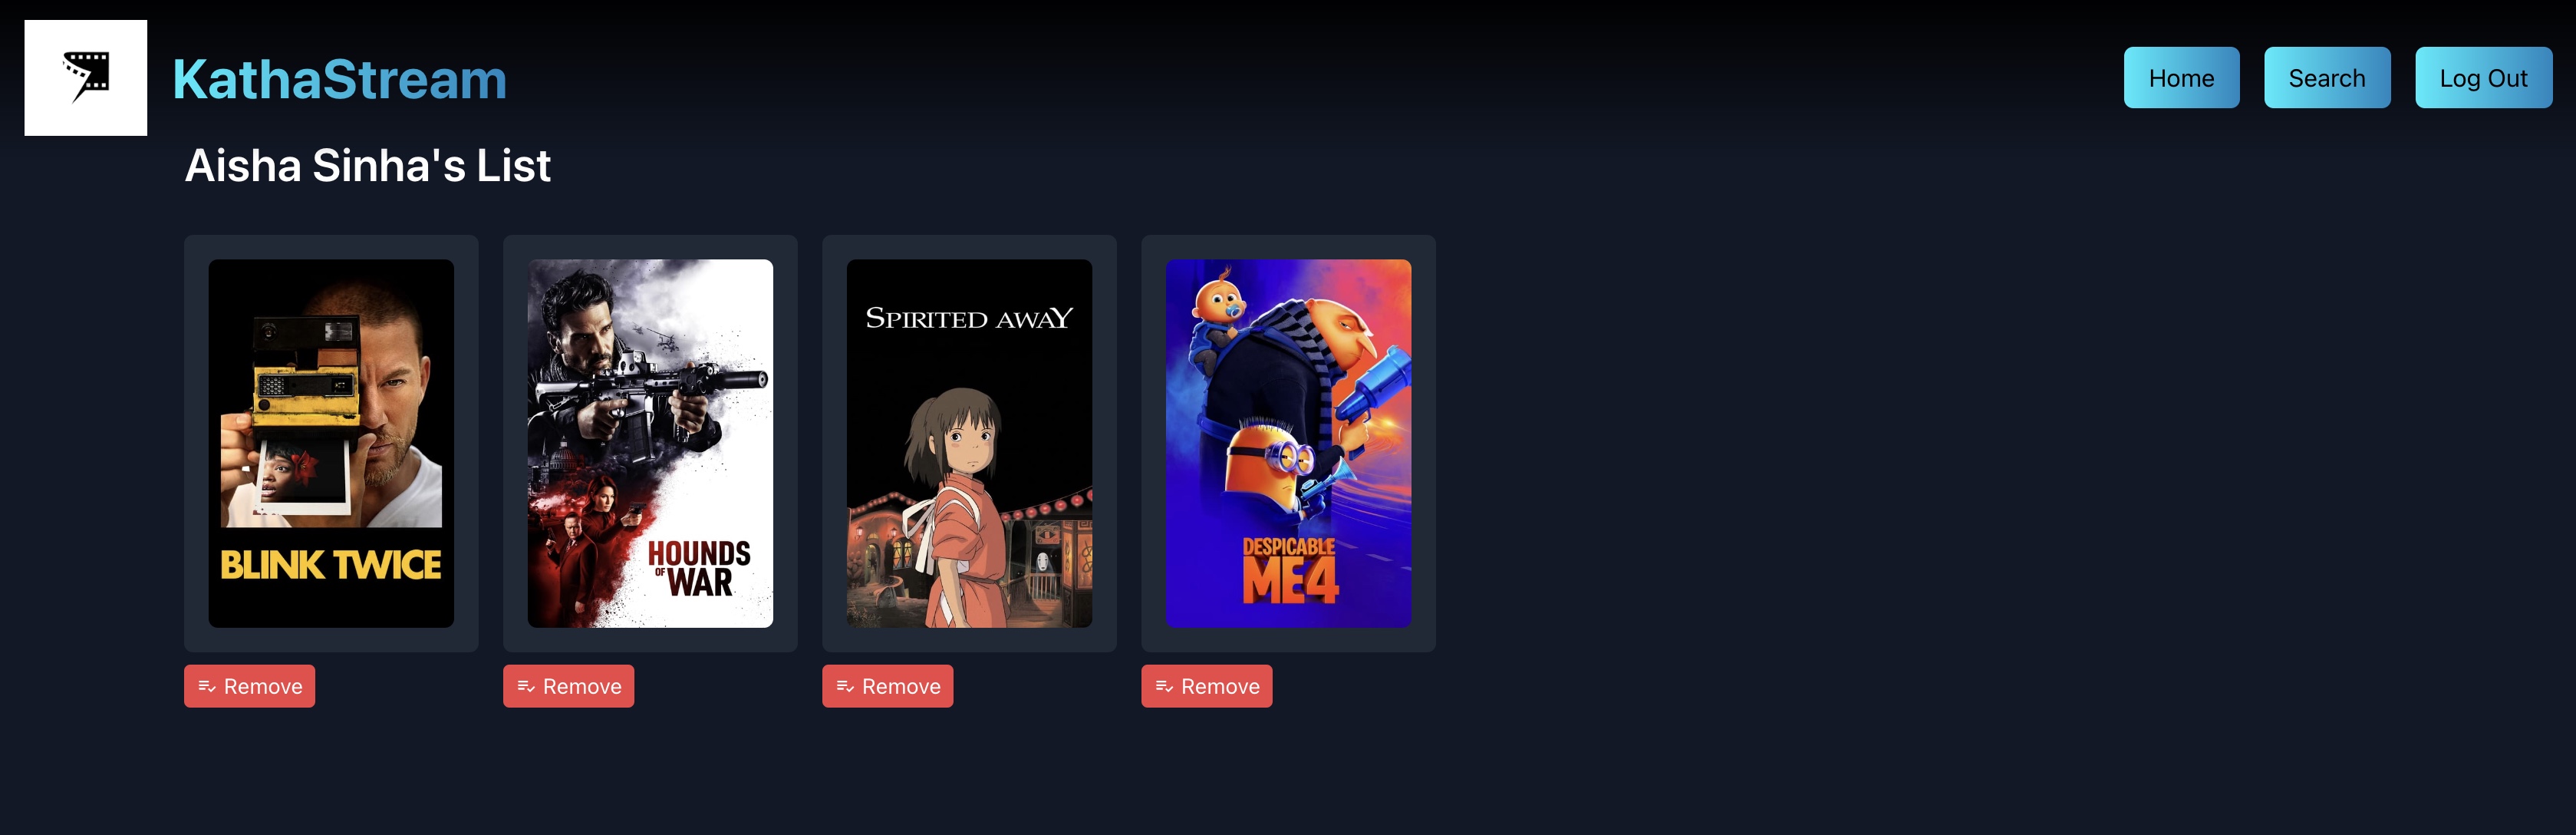 KathaStream
Home
Search
Log Out
Aisha Sinha's List
BLINK TWICE
HOUNDS
OF WAR
SPIRITED AWAY
DESPICABLE
ME4
Remove
Remove
Remove
Remove